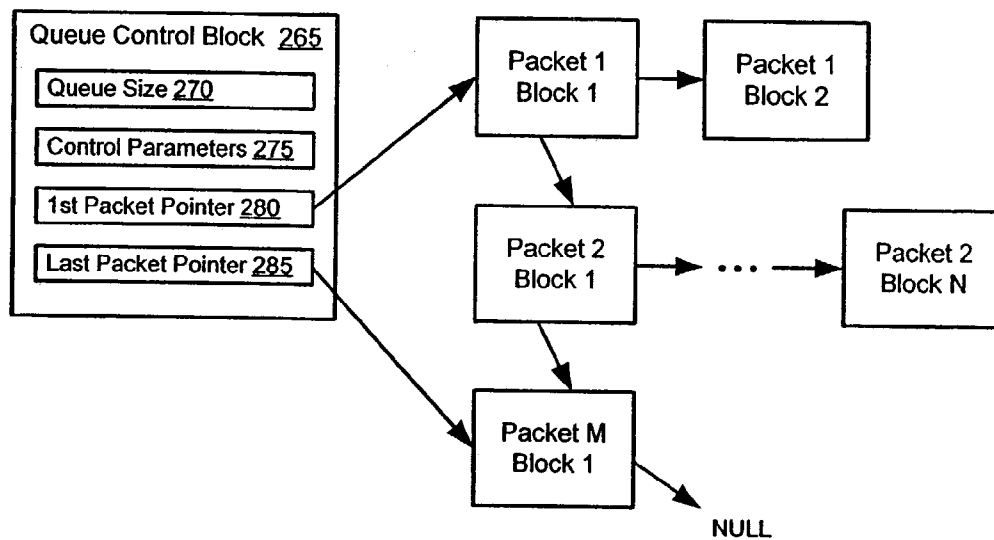 Queue Control Block 265
Queue Size 270
Control Parameters 275
1st Packet Pointer 280
Last Packet Pointer 285
Packet 1
Block 1
Packet 1
Block 2
Packet 2
Block 1
...
Packet 2
Block N
Packet M
Block 1
NULL